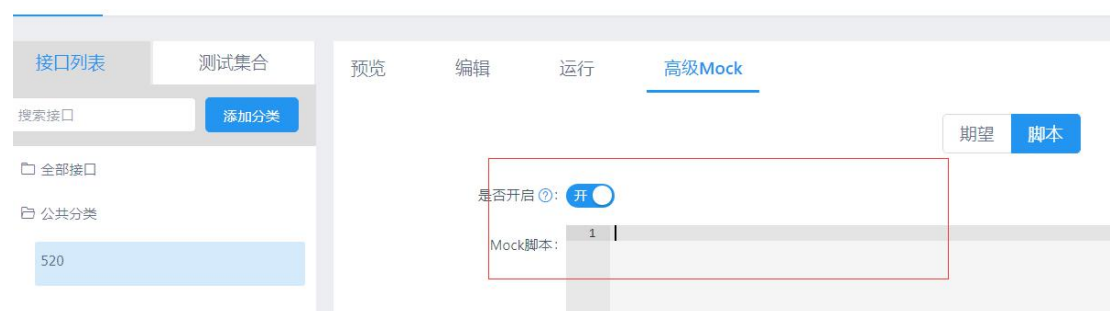 接口列表 测试集合
搜索接口 添加分类
全部接口
公共分类
520
预览 编辑 运行 高级Mock
期望 脚本
是否开启 ?: 开
Mock脚本: 1